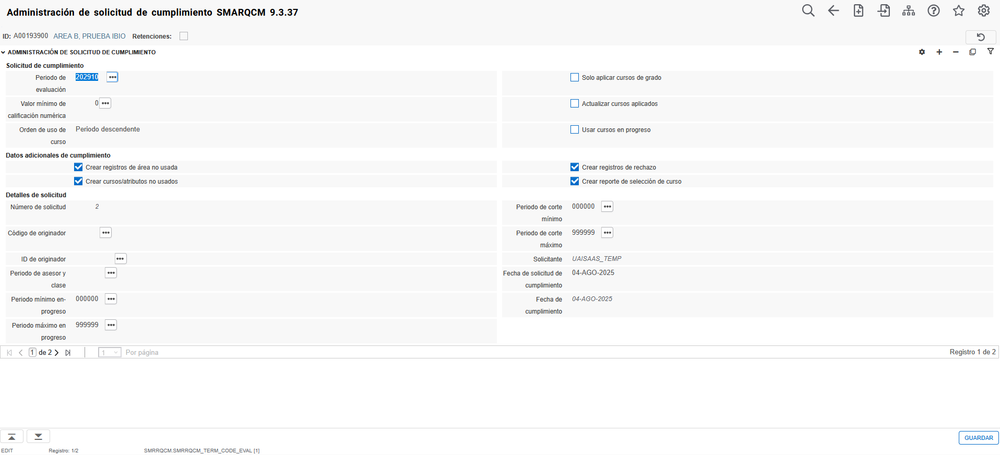 Administración de solicitud de cumplimiento SMARQCM 9.3.37
ID: A00193900 AREA B, PRUEBA IBIO Retenciones:
ADMINISTRACIÓN DE SOLICITUD DE CUMPLIMIENTO
Solicitud de cumplimiento
Periodo de evaluación 202910
Solo aplicar cursos de grado
Valor mínimo de calificación numérica 0
Actualizar cursos aplicados
Orden de uso de curso Periodo descendente
Usar cursos en progreso
Datos adicionales de cumplimiento
Crear registros de área no usada
Crear registros de rechazo
Crear cursos/atributos no usados
Crear reporte de selección de curso
Detalles de solicitud
Número de solicitud 2
Periodo de corte mínimo 000000
Código de originador
Periodo de corte máximo 999999
ID de originador
Solicitante UAISAAS_TEMP
Periodo de asesor y clase
Fecha de solicitud de cumplimiento 04-AGO-2025
Periodo mínimo en-progreso 000000
Fecha de cumplimiento 04-AGO-2025
Periodo máximo en progreso 999999
1 de 2 1 Por página Registro 1 de 2
GUARDAR
EDIT Registro: 1/2 SMRRQCM.SMRRQCM_TERM_CODE_EVAL [1]